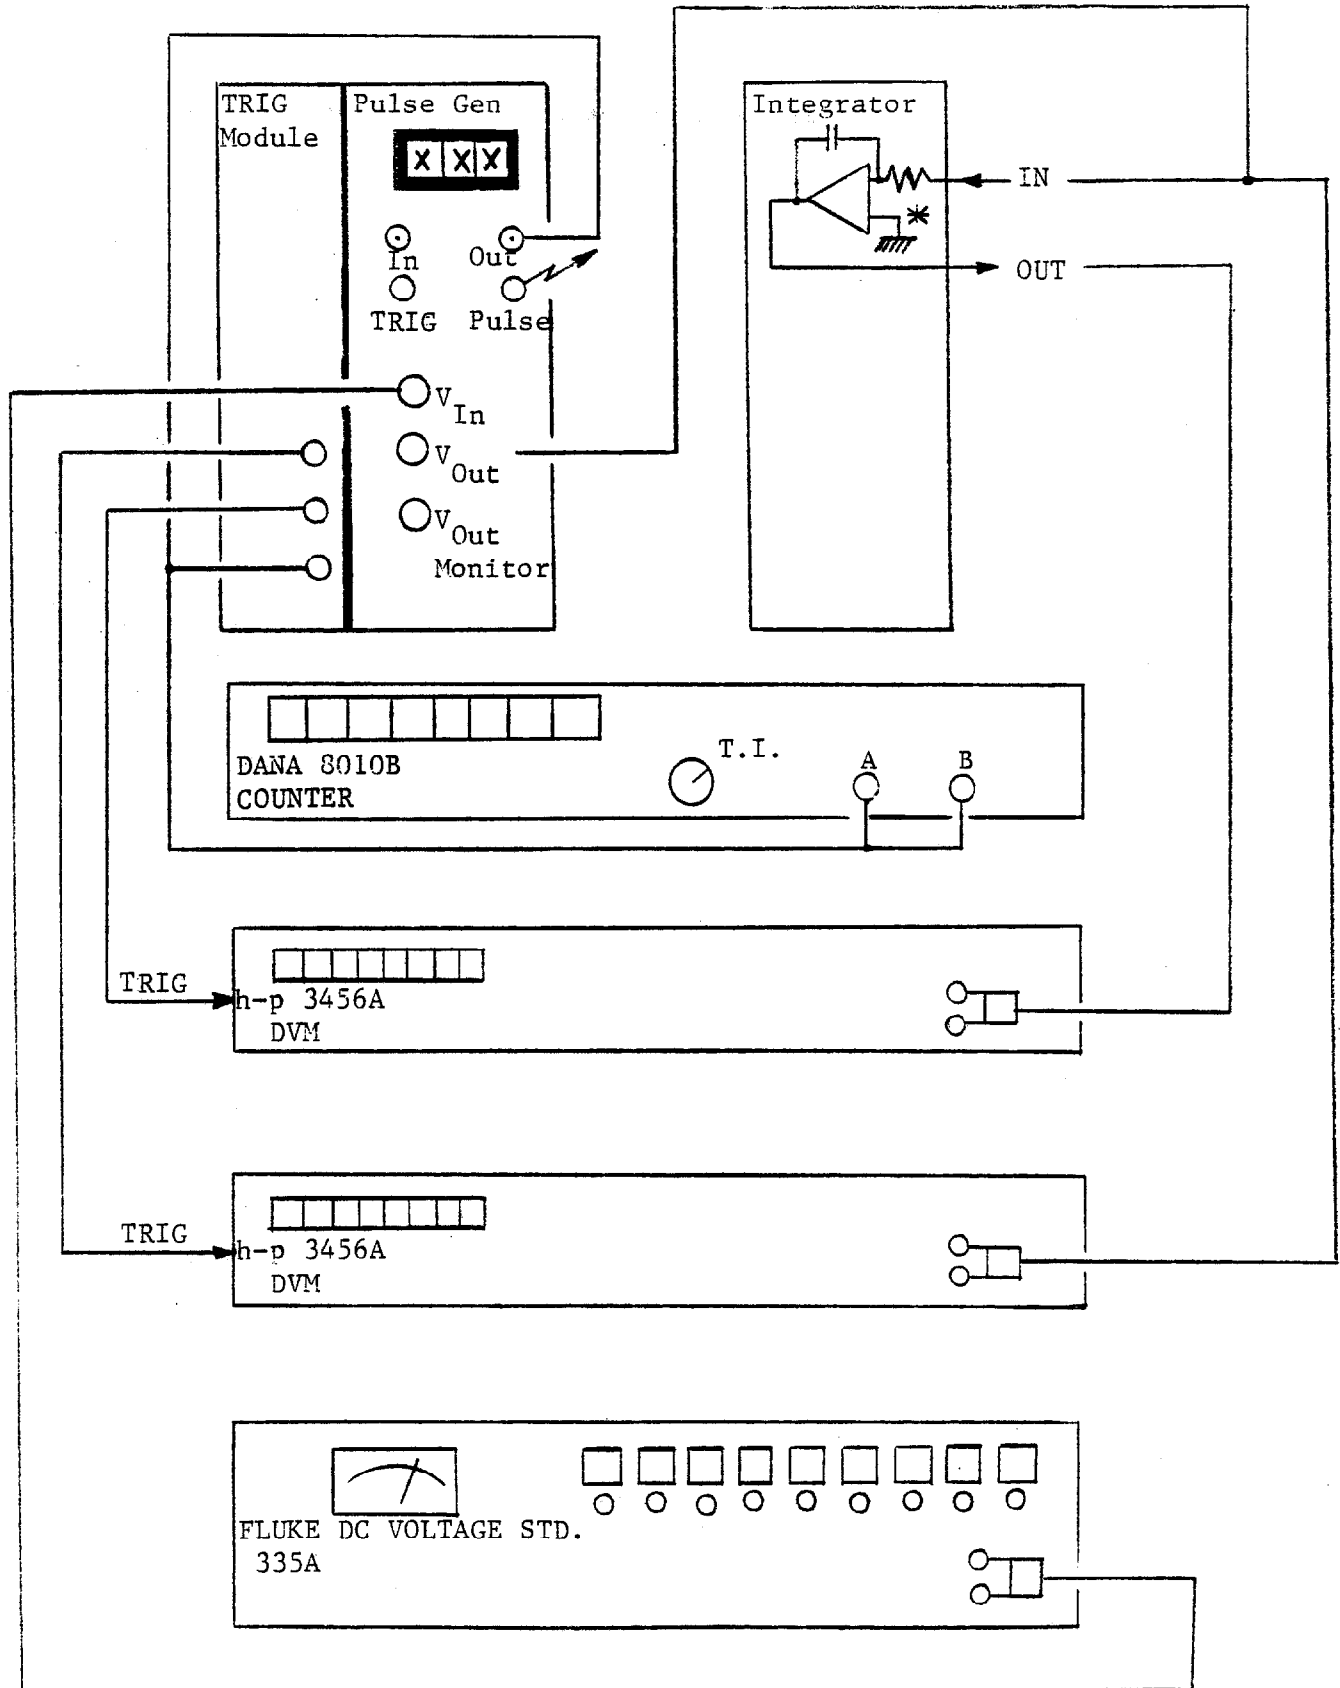 TRIG
Module
Pulse Gen
X X X
In
Out
TRIG
Pulse
V In
V Out
V Out
Monitor
Integrator
IN
*
OUT
DANA 8010B
COUNTER
T.I.
A
B
TRIG
h-p 3456A
DVM
TRIG
h-p 3456A
DVM
FLUKE DC VOLTAGE STD.
335A